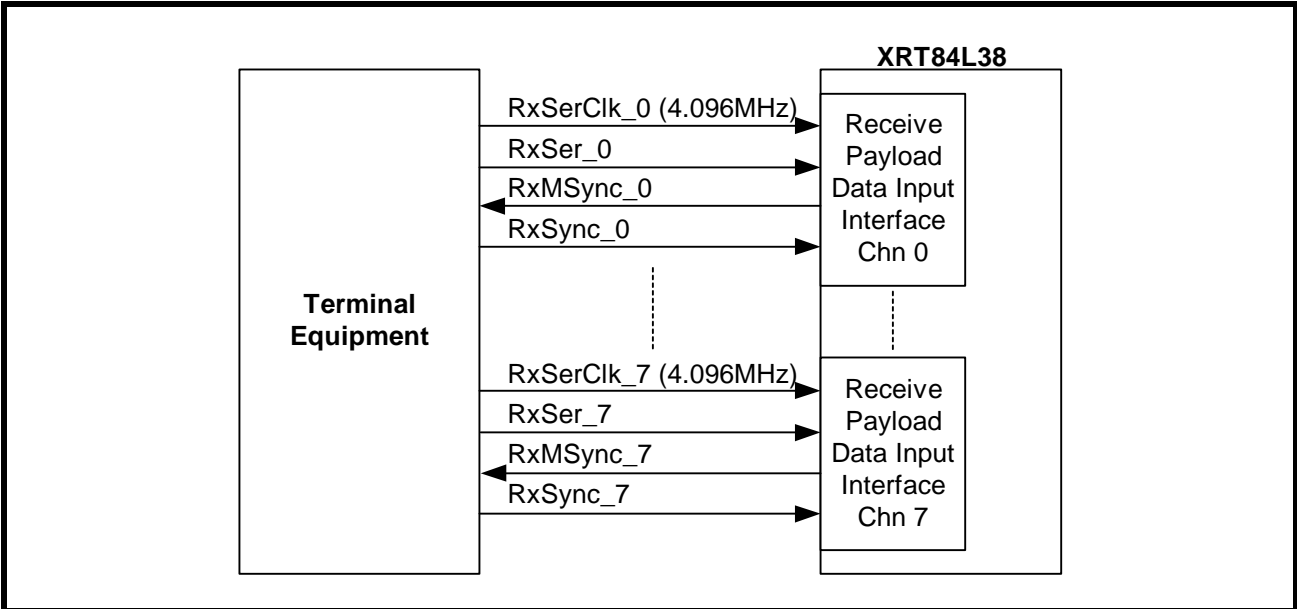 XRT84L38
Terminal
Equipment
RxSerClk_0 (4.096MHz)
RxSer_0
RxMSync_0
RxSync_0
Receive
Payload
Data Input
Interface
Chn 0
RxSerClk_7 (4.096MHz)
RxSer_7
RxMSync_7
RxSync_7
Receive
Payload
Data Input
Interface
Chn 7